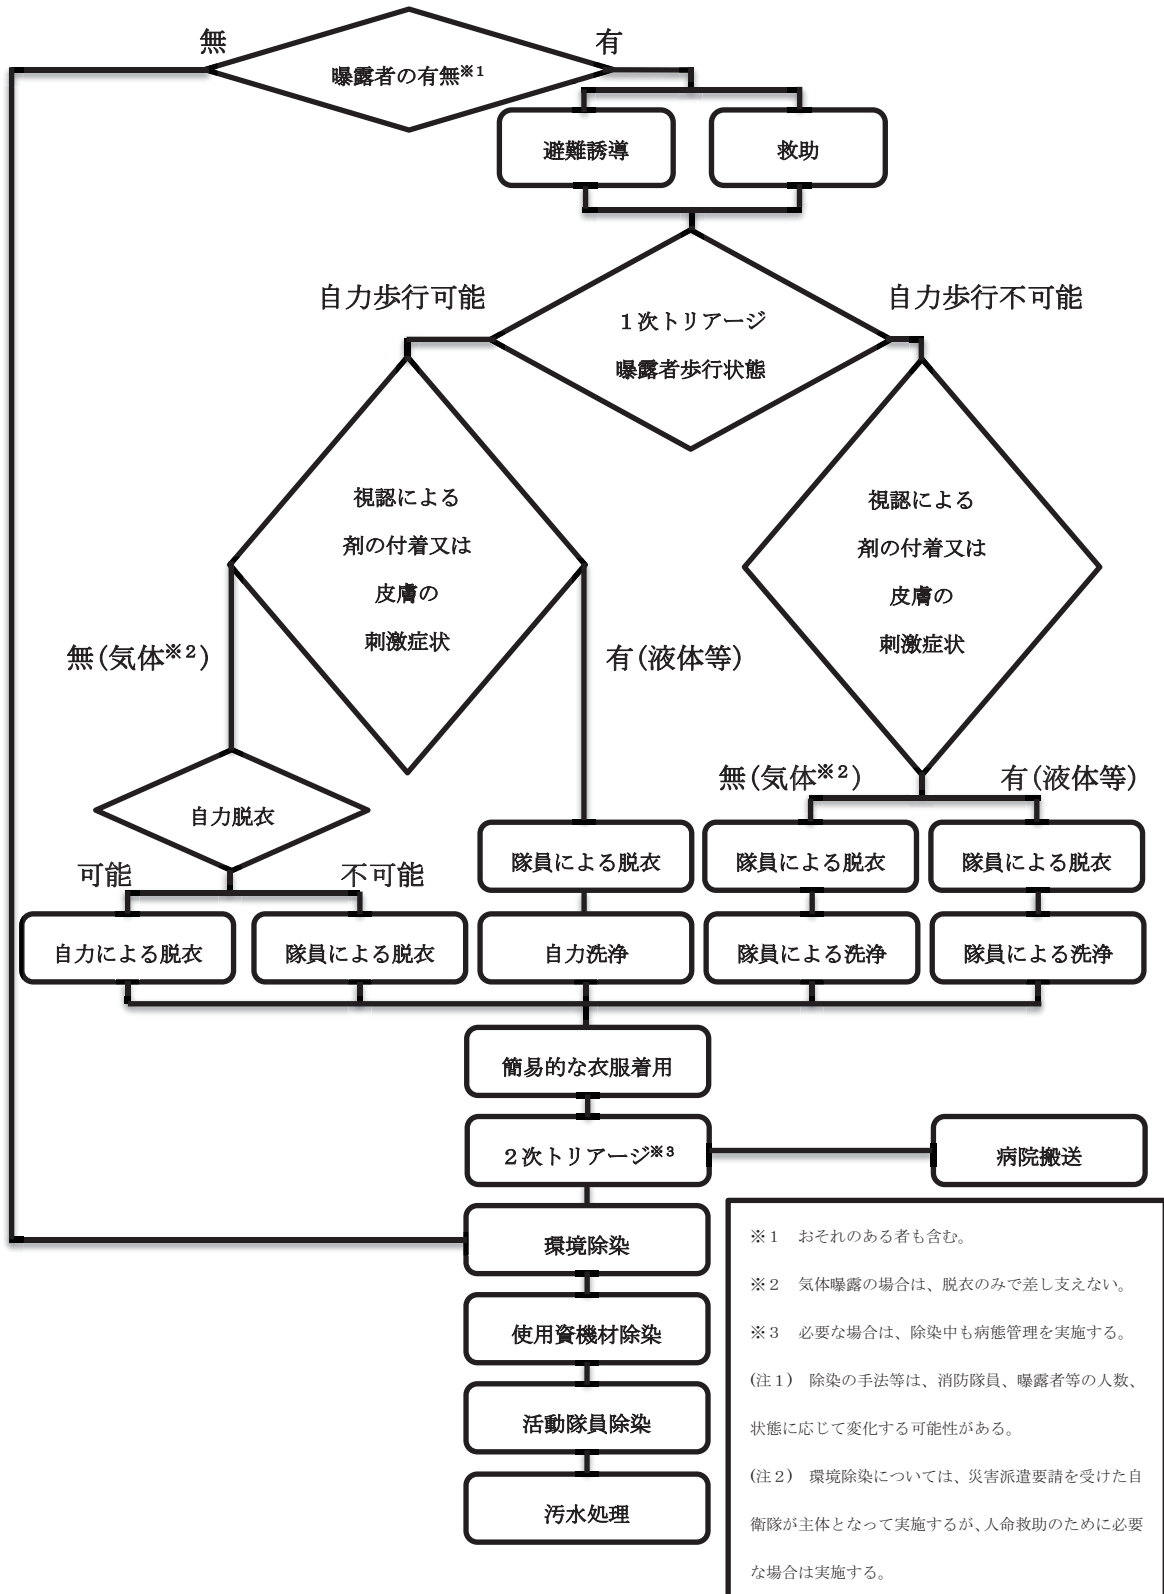 無
有
曝露者の有無※1
避難誘導
救助
自力歩行可能
自力歩行不可能
1次トリアージ
曝露者歩行状態
視認による
剤の付着又は
皮膚の
刺激症状
視認による
剤の付着又は
皮膚の
刺激症状
無(気体※2)
有(液体等)
無(気体※2)
有(液体等)
自力脱衣
可能
不可能
隊員による脱衣
隊員による脱衣
隊員による脱衣
自力による脱衣
隊員による脱衣
自力洗浄
隊員による洗浄
隊員による洗浄
簡易的な衣服着用
2次トリアージ※3
病院搬送
環境除染
使用資機材除染
活動隊員除染
汚水処理
※1 おそれのある者も含む。
※2 気体曝露の場合は、脱衣のみで差し支えない。
※3 必要な場合は、除染中も病態管理を実施する。
(注1) 除染の手法等は、消防隊員、曝露者等の人数、
状態に応じて変化する可能性がある。
(注2) 環境除染については、災害派遣要請を受けた自
衛隊が主体となって実施するが、人命救助のために必要
な場合は実施する。